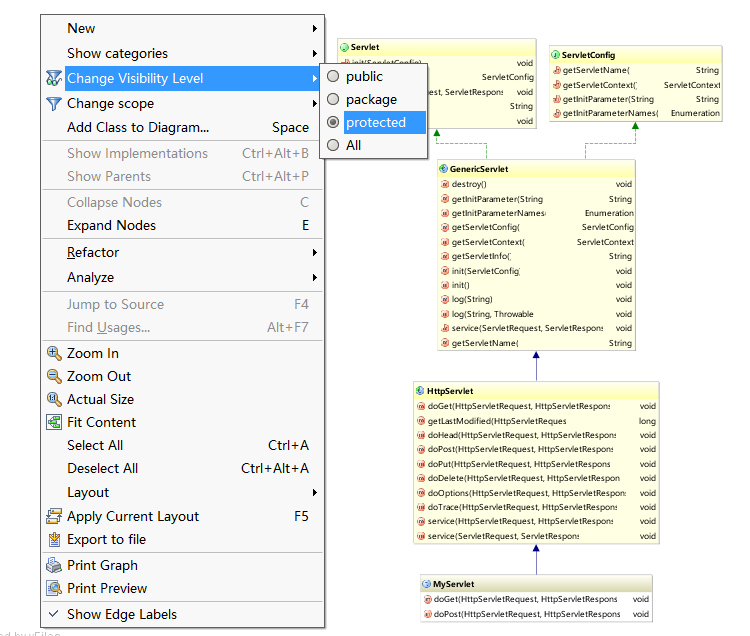 New
Show categories
Change Visibility Level
Change scope
Add Class to Diagram... Space
Show Implementations Ctrl+Alt+B
Show Parents Ctrl+Alt+P
Collapse Nodes C
Expand Nodes E
Refactor
Analyze
Jump to Source F4
Find Usages... Alt+F7
Zoom In
Zoom Out
Actual Size
Fit Content
Select All Ctrl+A
Deselect All Ctrl+Alt+A
Layout
Apply Current Layout F5
Export to file
Print Graph
Print Preview
Show Edge Labels
public
package
protected
All
Servlet
init(ServletConfig) void
ServletConfig
ServletRespons void
String
void
ServletConfig
getServletName( String
getServletContext( ServletContext
getInitParameter(String String
getInitParameterNames( Enumeration
GenericServlet
destroy() void
getInitParameter(String String
getInitParameterNames( Enumeration
getServletConfig( ServletConfig
getServletContext( ServletContext
getServletInfo( String
init(ServletConfig void
init() void
log(String) void
log(String, Throwable void
service(ServletRequest, ServletRespons void
getServletName( String
HttpServlet
doGet(HttpServletRequest, HttpServletRespons void
getLastModified(HttpServletReques long
doHead(HttpServletRequest, HttpServletRespons void
doPost(HttpServletRequest, HttpServletRespons void
doPut(HttpServletRequest, HttpServletRespons void
doDelete(HttpServletRequest, HttpServletRespon void
doOptions(HttpServletRequest, HttpServletRespons void
doTrace(HttpServletRequest, HttpServletRespons void
service(HttpServletRequest, HttpServletRespons void
service(ServletRequest, ServletRespons void
MyServlet
doGet(HttpServletRequest, HttpServletRespons void
doPost(HttpServletRequest, HttpServletRespons void